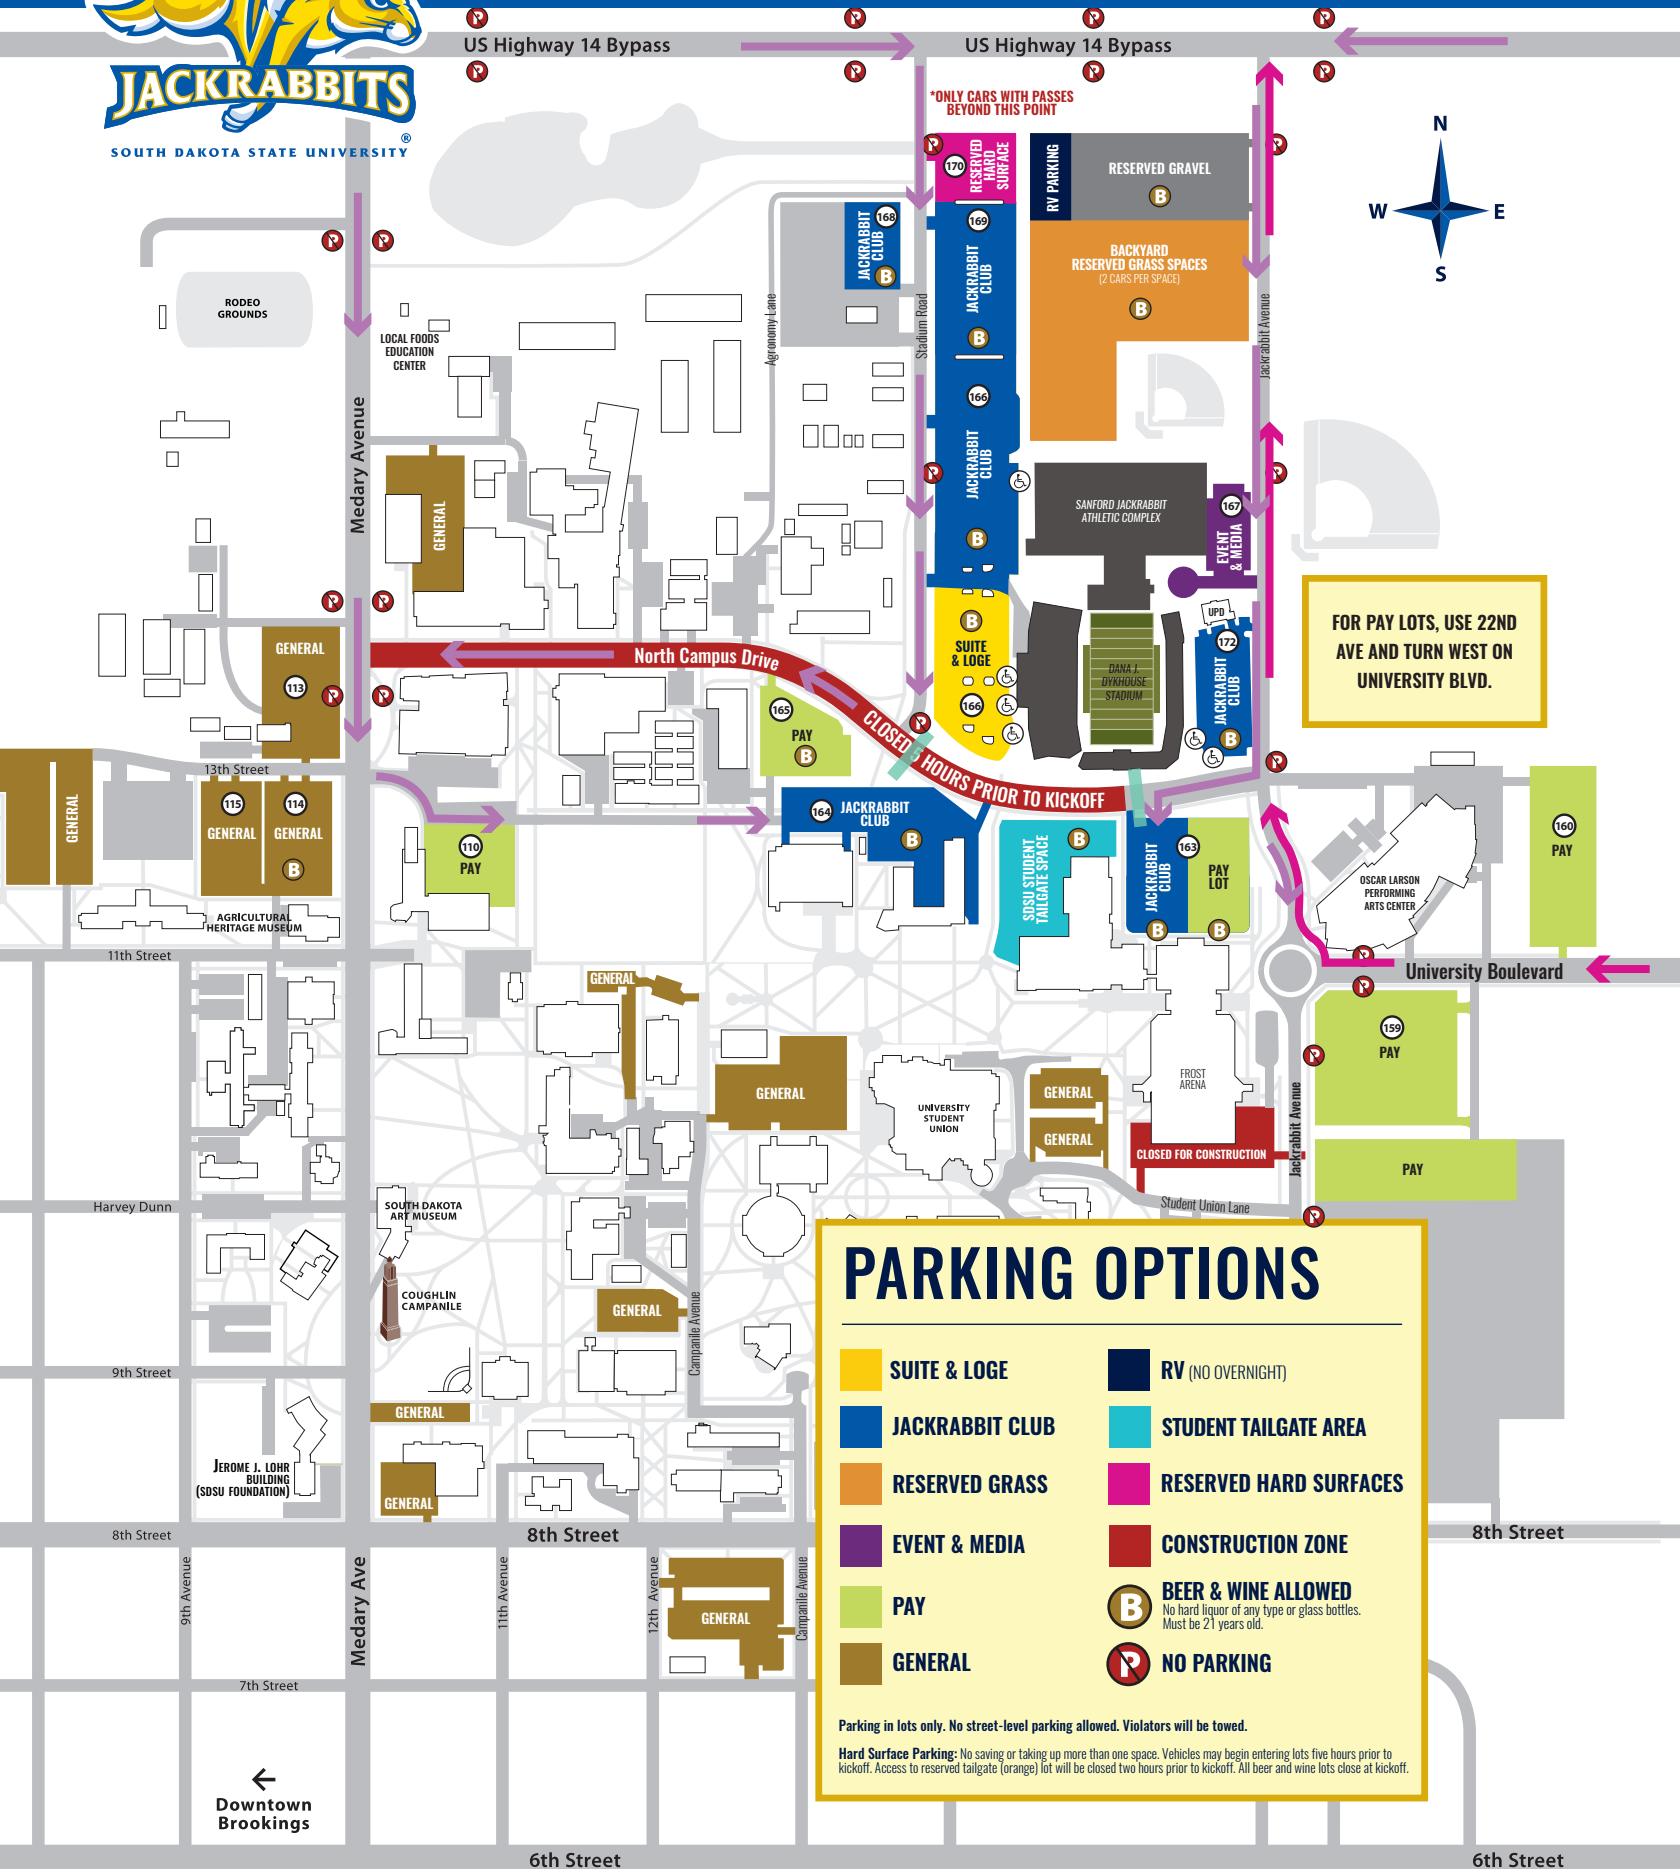 JACKRABBITS
®
SOUTH DAKOTA STATE UNIVERSITY
US Highway 14 Bypass
US Highway 14 Bypass
*ONLY CARS WITH PASSES
BEYOND THIS POINT
170
RESERVED
HARD
SURFACE
RV PARKING
RESERVED GRAVEL
B
N
W
E
S
168
JACKRABBIT
CLUB
B
169
JACKRABBIT
CLUB
B
BACKYARD
RESERVED GRASS SPACES
(2 CARS PER SPACE)
B
RODEO
GROUNDS
LOCAL FOODS
EDUCATION
CENTER
Agronomy Lane
Stadium Road
Jackrabbit Avenue
Medary Avenue
166
JACKRABBIT
CLUB
B
GENERAL
SANFORD JACKRABBIT
ATHLETIC COMPLEX
167
EVENT
& MEDIA
FOR PAY LOTS, USE 22ND
AVE AND TURN WEST ON
UNIVERSITY BLVD.
UPD
B
SUITE
& LOGE
166
DANA J.
DYKHOUSE
STADIUM
172
JACKRABBIT
CLUB
B
GENERAL
113
North Campus Drive
CLOSED 5 HOURS PRIOR TO KICKOFF
165
PAY
B
13th Street
GENERAL
115
GENERAL
114
GENERAL
B
110
PAY
164
JACKRABBIT
CLUB
B
SDSU STUDENT
TAILGATE SPACE
B
JACKRABBIT
CLUB
B
163
PAY
LOT
B
160
PAY
OSCAR LARSON
PERFORMING
ARTS CENTER
AGRICULTURAL
HERITAGE MUSEUM
11th Street
University Boulevard
GENERAL
159
PAY
GENERAL
UNIVERSITY
STUDENT
UNION
GENERAL
GENERAL
FROST
ARENA
CLOSED FOR CONSTRUCTION
Jackrabbit Avenue
PAY
Student Union Lane
Harvey Dunn
SOUTH DAKOTA
ART MUSEUM
COUGHLIN
CAMPANILE
GENERAL
Campanile Avenue
9th Street
GENERAL
JEROME J. LOHR
BUILDING
(SDSU FOUNDATION)
GENERAL
8th Street
8th Street
8th Street
9th Avenue
Medary Ave
11th Avenue
12th Avenue
GENERAL
Campanile Avenue
7th Street
Downtown
Brookings
6th Street
6th Street
PARKING OPTIONS
SUITE & LOGE
JACKRABBIT CLUB
RESERVED GRASS
EVENT & MEDIA
PAY
GENERAL
RV (NO OVERNIGHT)
STUDENT TAILGATE AREA
RESERVED HARD SURFACES
CONSTRUCTION ZONE
B
BEER & WINE ALLOWED
No hard liquor of any type or glass bottles.
Must be 21 years old.
P
NO PARKING
Parking in lots only. No street-level parking allowed. Violators will be towed.
Hard Surface Parking: No saving or taking up more than one space. Vehicles may begin entering lots five hours prior to
kickoff. Access to reserved tailgate (orange) lot will be closed two hours prior to kickoff. All beer and wine lots close at kickoff.